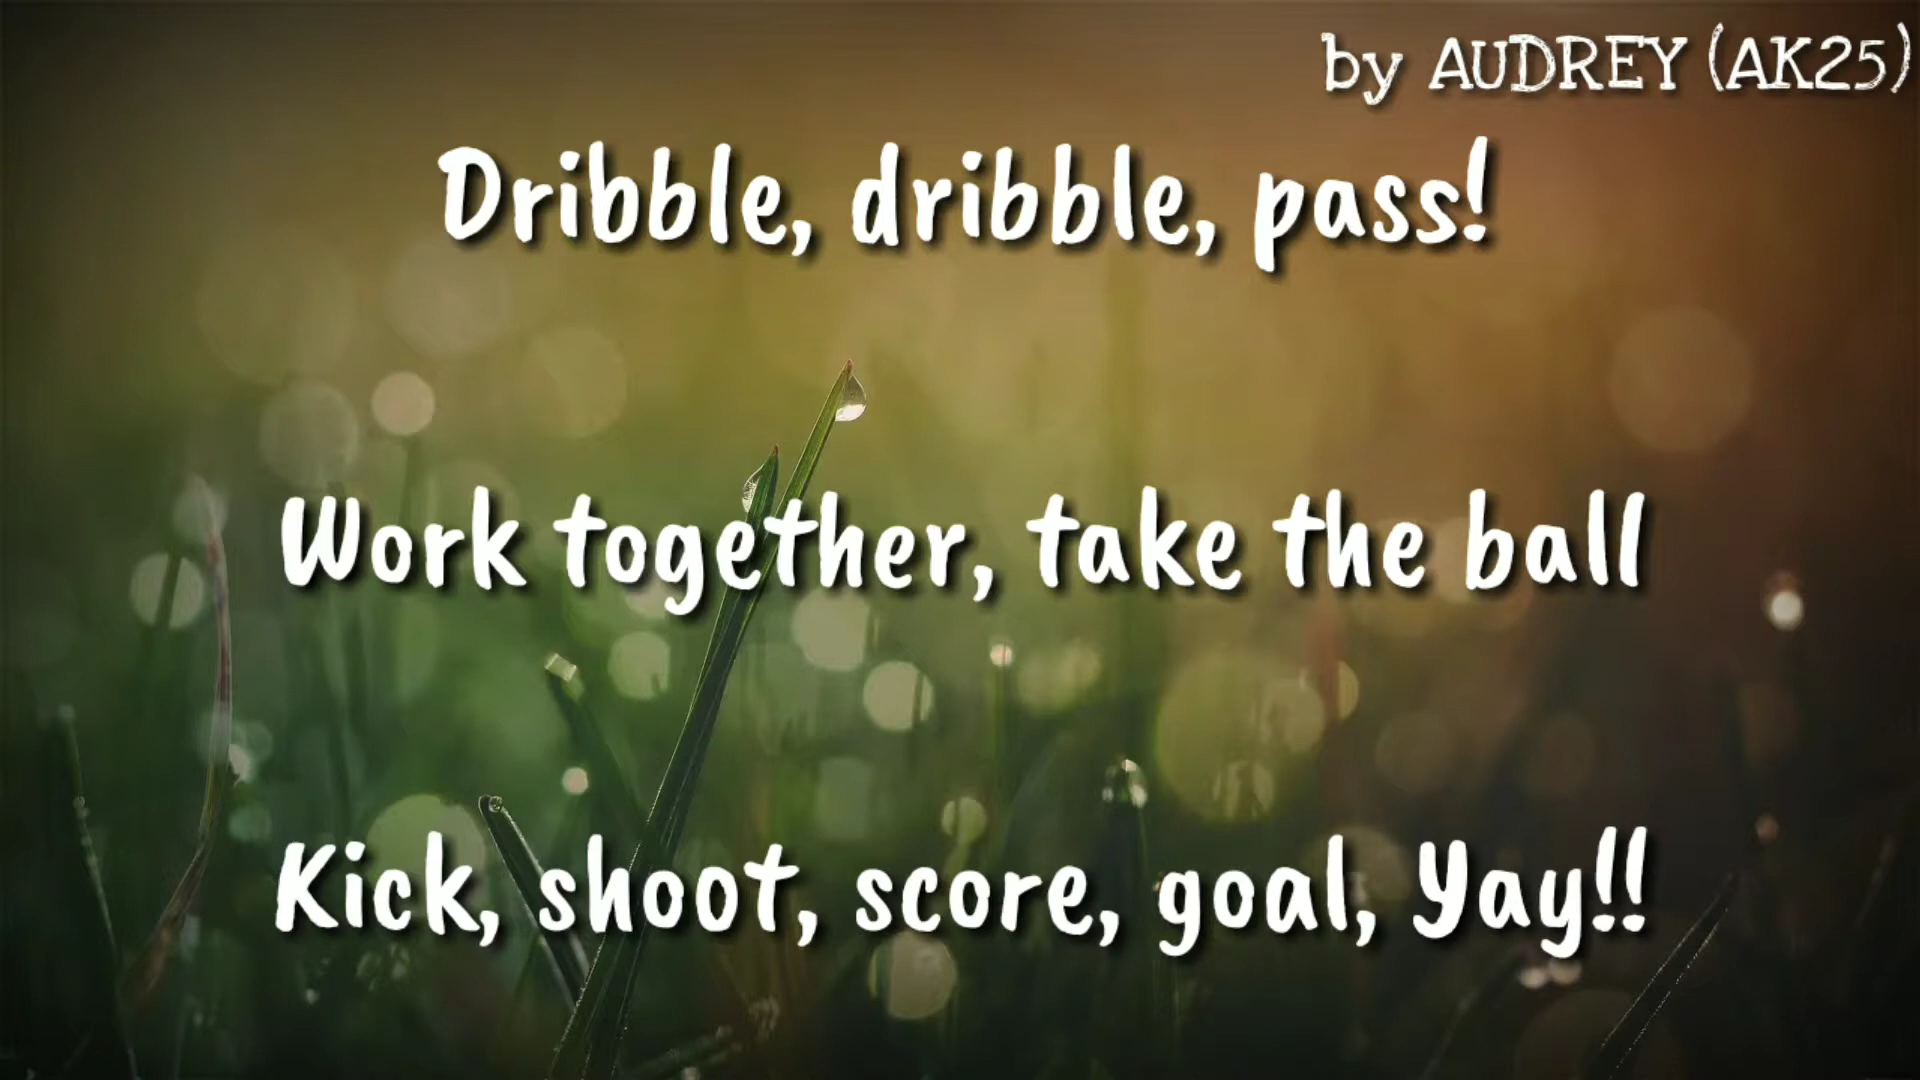 by AUDREY (AK25)
Dribble, dribble, pass!
Work together, take the ball
Kick, shoot, score, goal, Yay!!